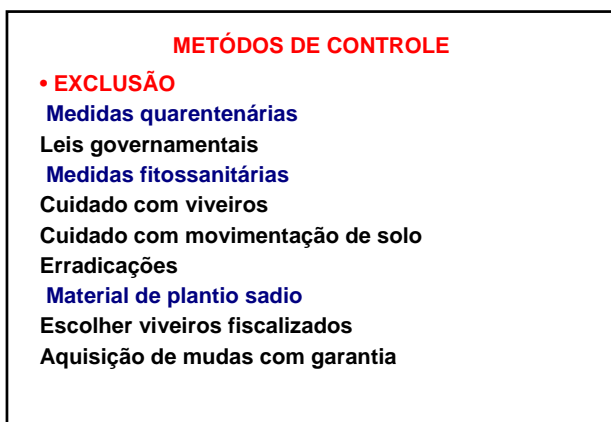 METÓDOS DE CONTROLE
• EXCLUSÃO
Medidas quarentenárias
Leis governamentais
Medidas fitossanitárias
Cuidado com viveiros
Cuidado com movimentação de solo
Erradicações
Material de plantio sadio
Escolher viveiros fiscalizados
Aquisição de mudas com garantia